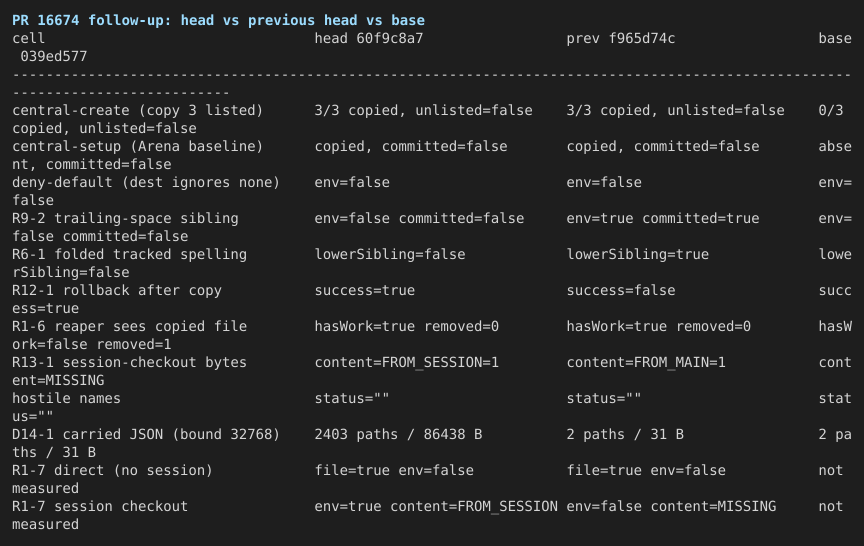 PR 16674 follow-up: head vs previous head vs base
cell                                head 60f9c8a7                 prev f965d74c                 base
 039ed577
----------------------------------------------------------------------------------------------------
--------------------------
central-create (copy 3 listed)      3/3 copied, unlisted=false    3/3 copied, unlisted=false    0/3
copied, unlisted=false
central-setup (Arena baseline)      copied, committed=false       copied, committed=false       abse
nt, committed=false
deny-default (dest ignores none)    env=false                     env=false                     env=
false
R9-2 trailing-space sibling         env=false committed=false     env=true committed=true       env=
false committed=false
R6-1 folded tracked spelling        lowerSibling=false            lowerSibling=true             lowe
rSibling=false
R12-1 rollback after copy           success=true                  success=false                 succ
ess=true
R1-6 reaper sees copied file        hasWork=true removed=0        hasWork=true removed=0        hasW
ork=false removed=1
R13-1 session-checkout bytes        content=FROM_SESSION=1        content=FROM_MAIN=1           cont
ent=MISSING
hostile names                       status=""                     status=""                     stat
us=""
D14-1 carried JSON (bound 32768)    2403 paths / 86438 B          2 paths / 31 B                2 pa
ths / 31 B
R1-7 direct (no session)            file=true env=false           file=true env=false           not
measured
R1-7 session checkout               env=true content=FROM_SESSION env=false content=MISSING     not
measured